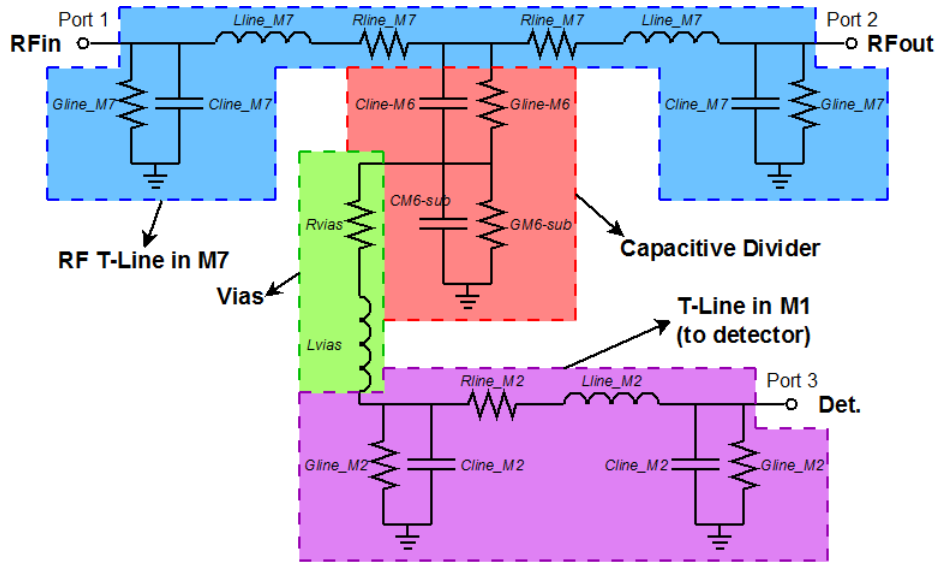 Port 1
Lline_M7
Rline_M7
Rline_M7
Lline_M7
Port 2
RFin
RFout
Gline_M7
Cline_M7
Cline-M6
Gline-M6
Cline_M7
Gline_M7
Rvias
CM6-sub
GM6-sub
RF T-Line in M7
Capacitive Divider
Vias
T-Line in M1
(to detector)
Lvias
Rline_M2
Lline_M2
Port 3
Det.
Gline_M2
Cline_M2
Cline_M2
Gline_M2